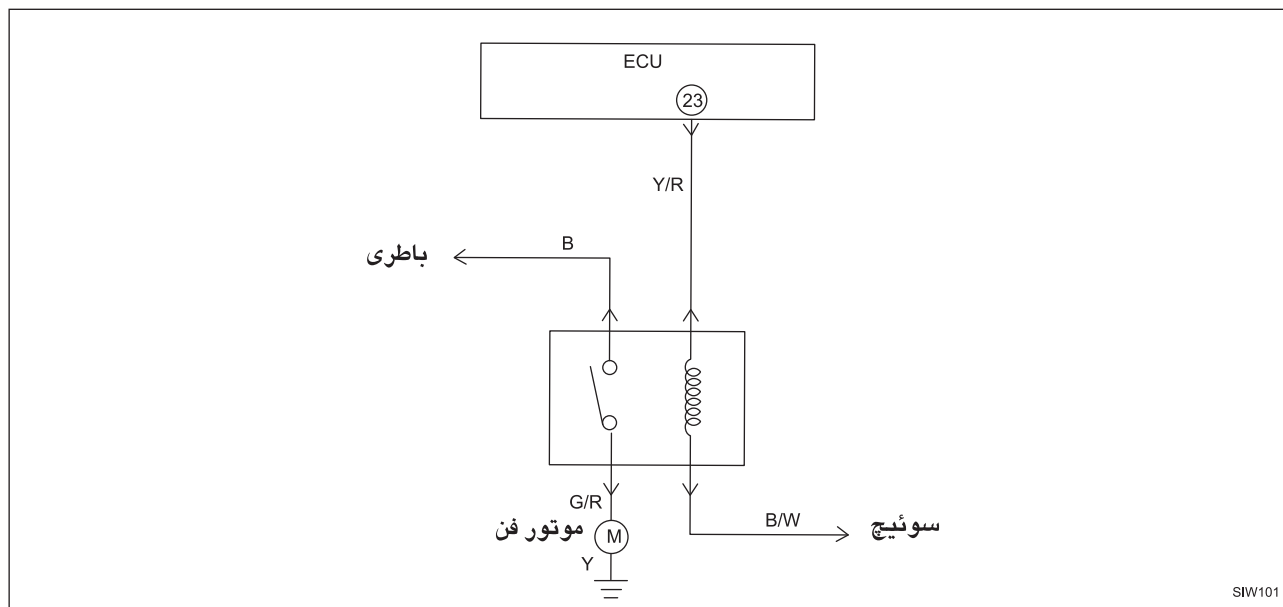 ECU
23
Y/R
B
باطری
G/R
موتور فن
M
Y
B/W
سوئیچ
SIW101